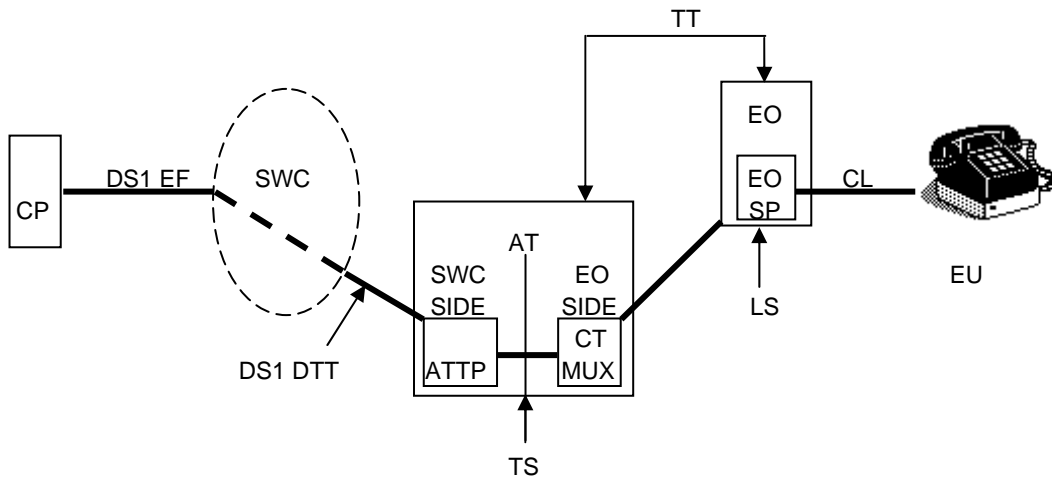 TT
EO
DS1 EF
SWC
CP
EO
SP
CL
AT
SWC
SIDE
EO
SIDE
EU
LS
ATTP
CT
MUX
DS1 DTT
TS